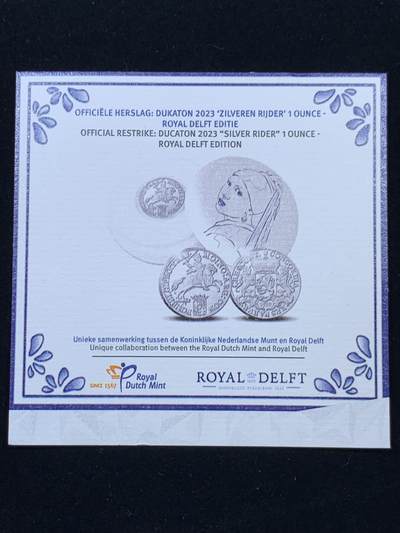 OFFICIËLE HERSLAG: DUKATON 2023 'ZILVEREN RIJDER' 1 OUNCE -
ROYAL DELFT EDITIE
OFFICIAL RESTRIKE: DUCATON 2023 "SILVER RIDER" 1 OUNCE -
ROYAL DELFT EDITION
Unieke samenwerking tussen de Koninklijke Nederlandse Munt en Royal Delft
Unique collaboration between the Royal Dutch Mint and Royal Delft
SINCE 1567
Royal
Dutch Mint
ROYAL DELFT